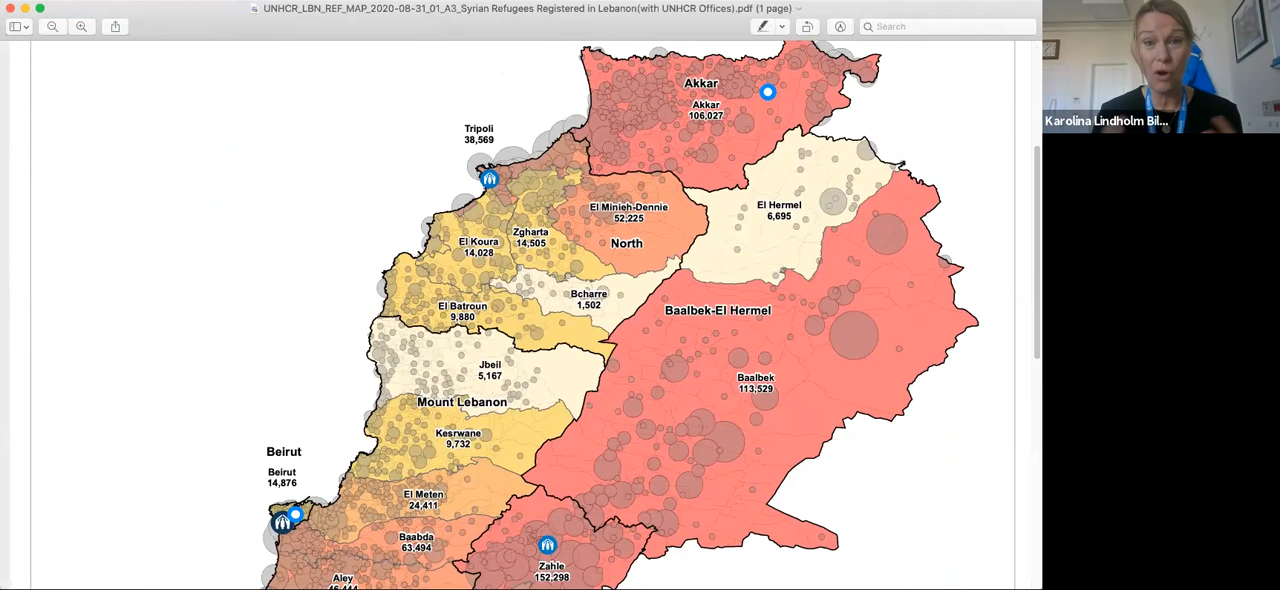 UNHCR_LBN_REF_MAP_2020-08-31_01_A3_Syrian Refugees Registered in Lebanon(with UNHCR Offices).pdf (1 page)
Search
Karolina Lindholm Bil...
Akkar
Akkar
106,027
Tripoli
38,569
El Minieh-Dennie
52,225
North
El Hermel
6,695
Zgharta
14,505
El Koura
14,028
Bcharre
1,502
El Batroun
9,880
Baalbek-El Hermel
Jbeil
5,167
Baalbek
113,529
Mount Lebanon
Kesrwane
9,732
Beirut
Beirut
14,876
El Meten
24,411
Baabda
63,494
Zahle
152,298
Aley